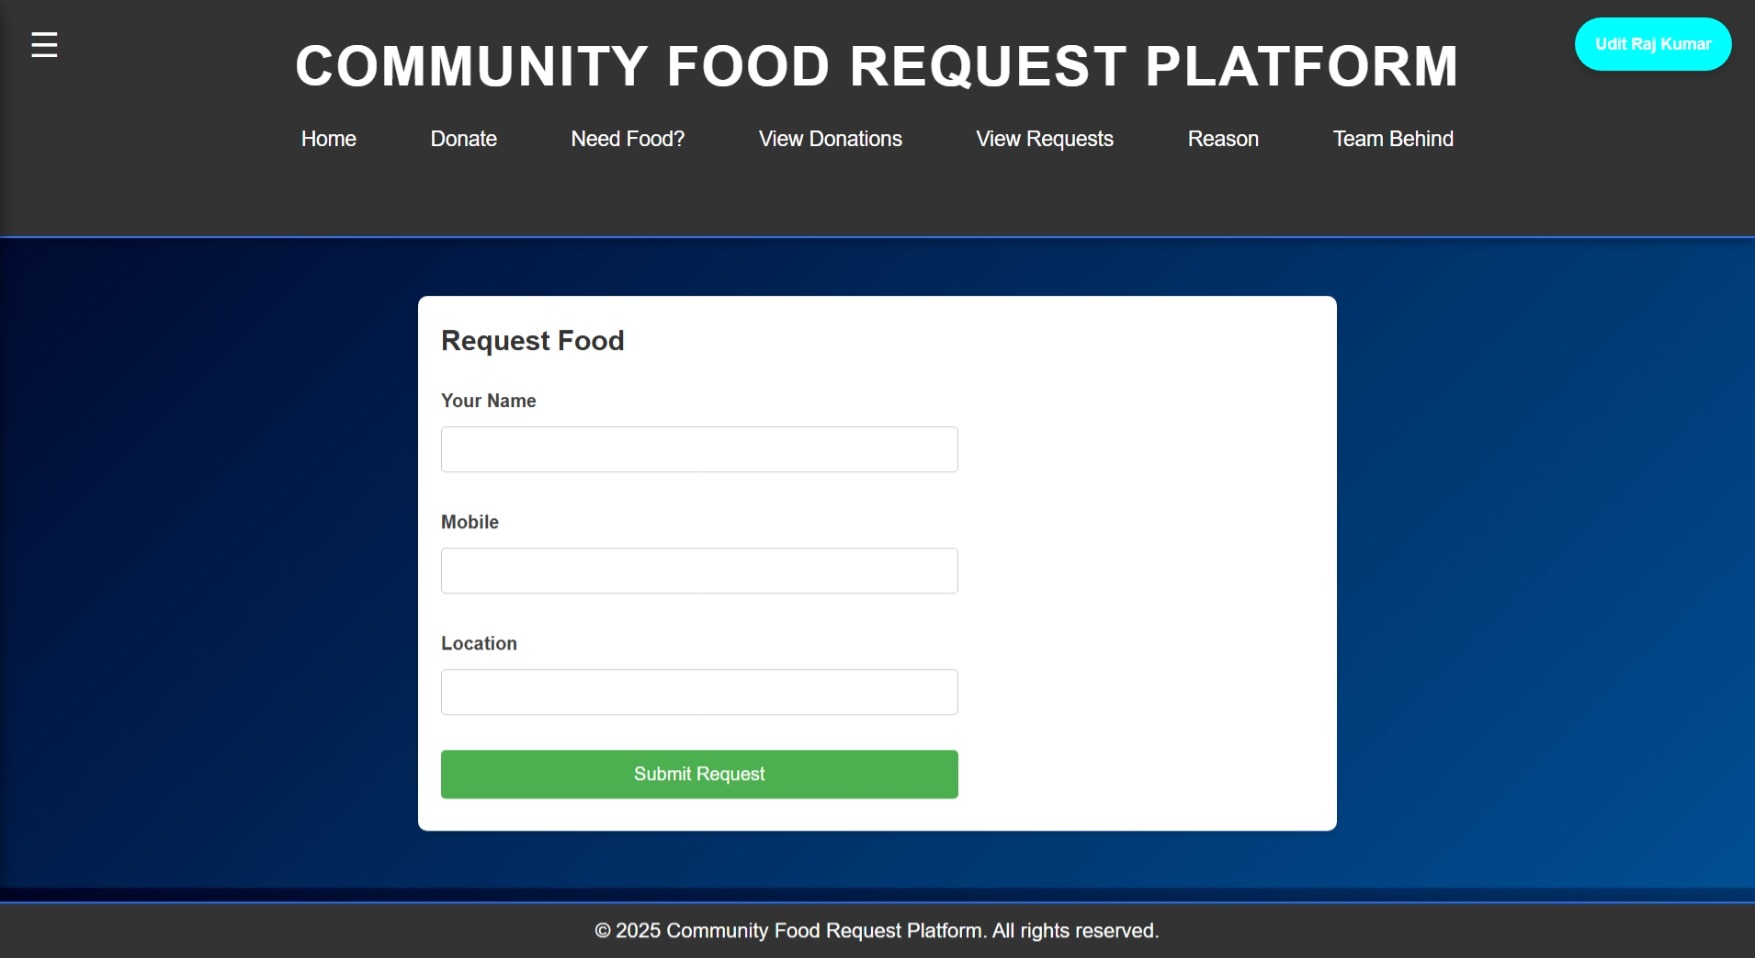 COMMUNITY FOOD REQUEST PLATFORM
Udit Raj Kumar
Home Donate Need Food? View Donations View Requests Reason Team Behind
Request Food
Your Name
Mobile
Location
Submit Request
© 2025 Community Food Request Platform. All rights reserved.